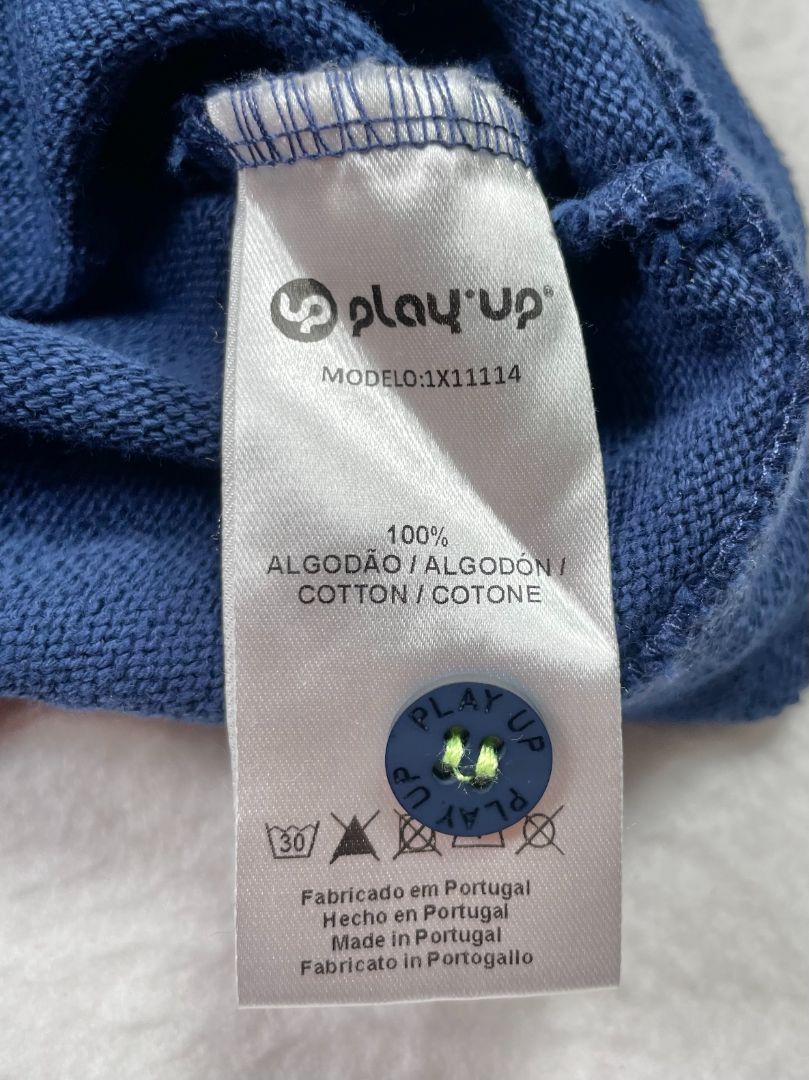 up play·up®
MODELO:1X11114
100%
ALGODÃO / ALGODÓN /
COTTON / COTONE
PLAY UP
PLAY UP
30
Fabricado em Portugal
Hecho en Portugal
Made in Portugal
Fabricato in Portogallo